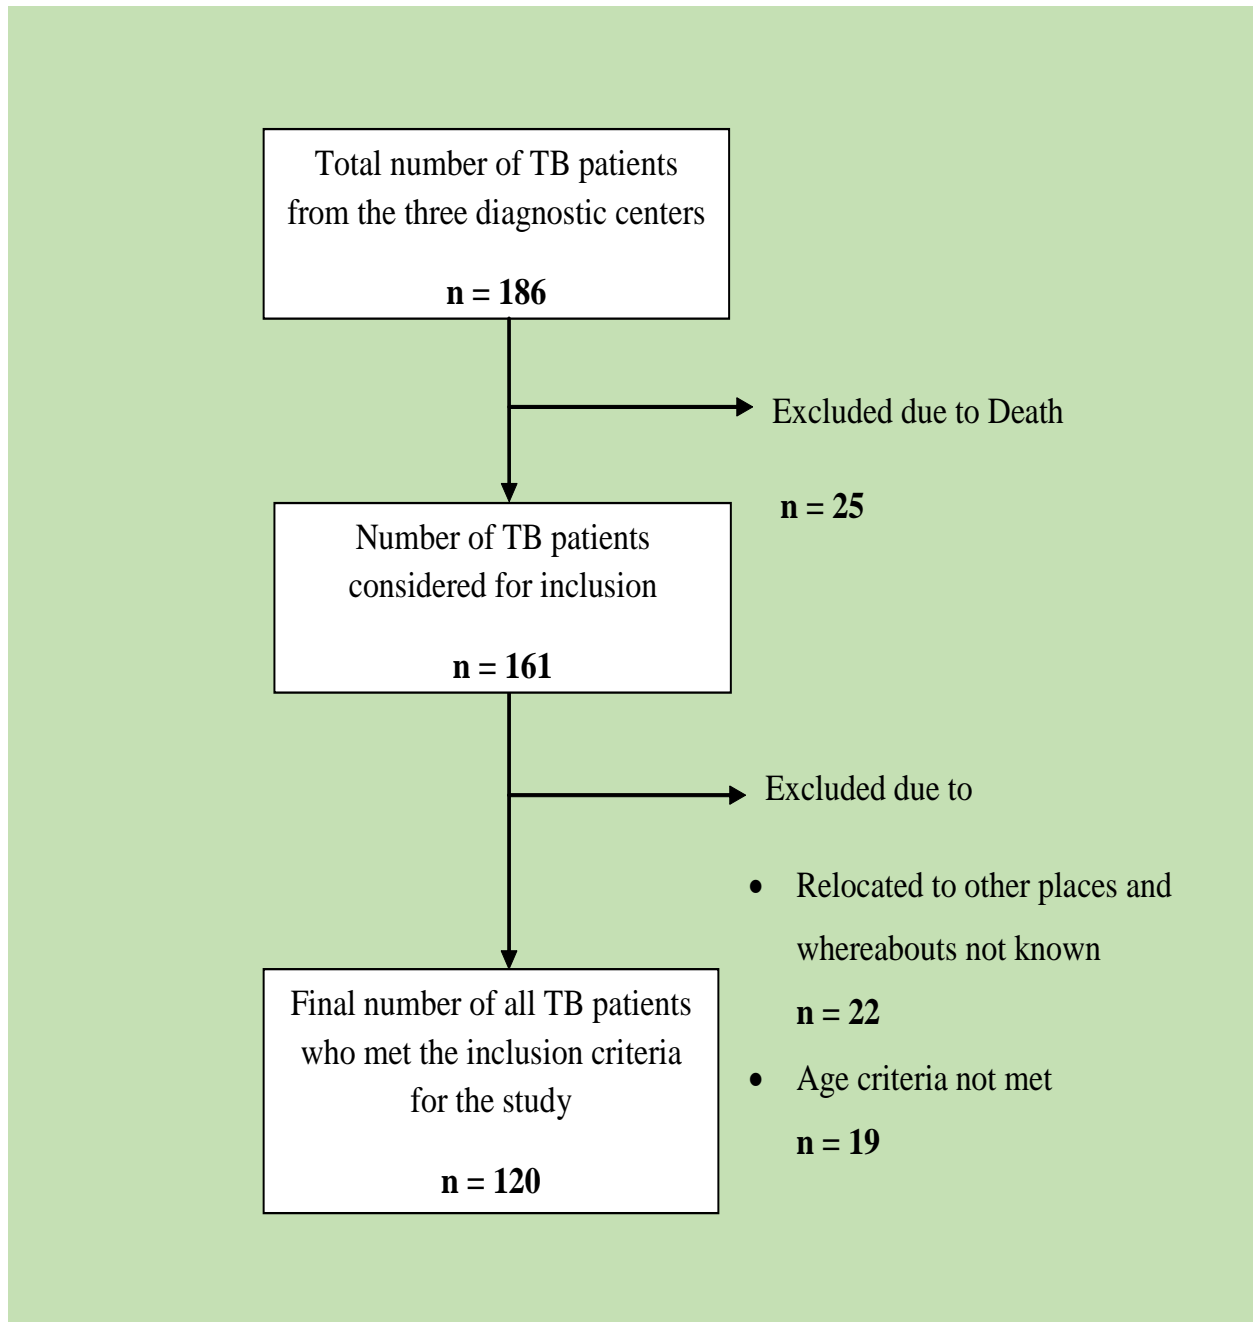 Total number of TB patients
from the three diagnostic centers
n = 186
Excluded due to Death
n = 25
Number of TB patients
considered for inclusion
n = 161
Excluded due to
• Relocated to other places and
whereabouts not known
n = 22
• Age criteria not met
n = 19
Final number of all TB patients
who met the inclusion criteria
for the study
n = 120